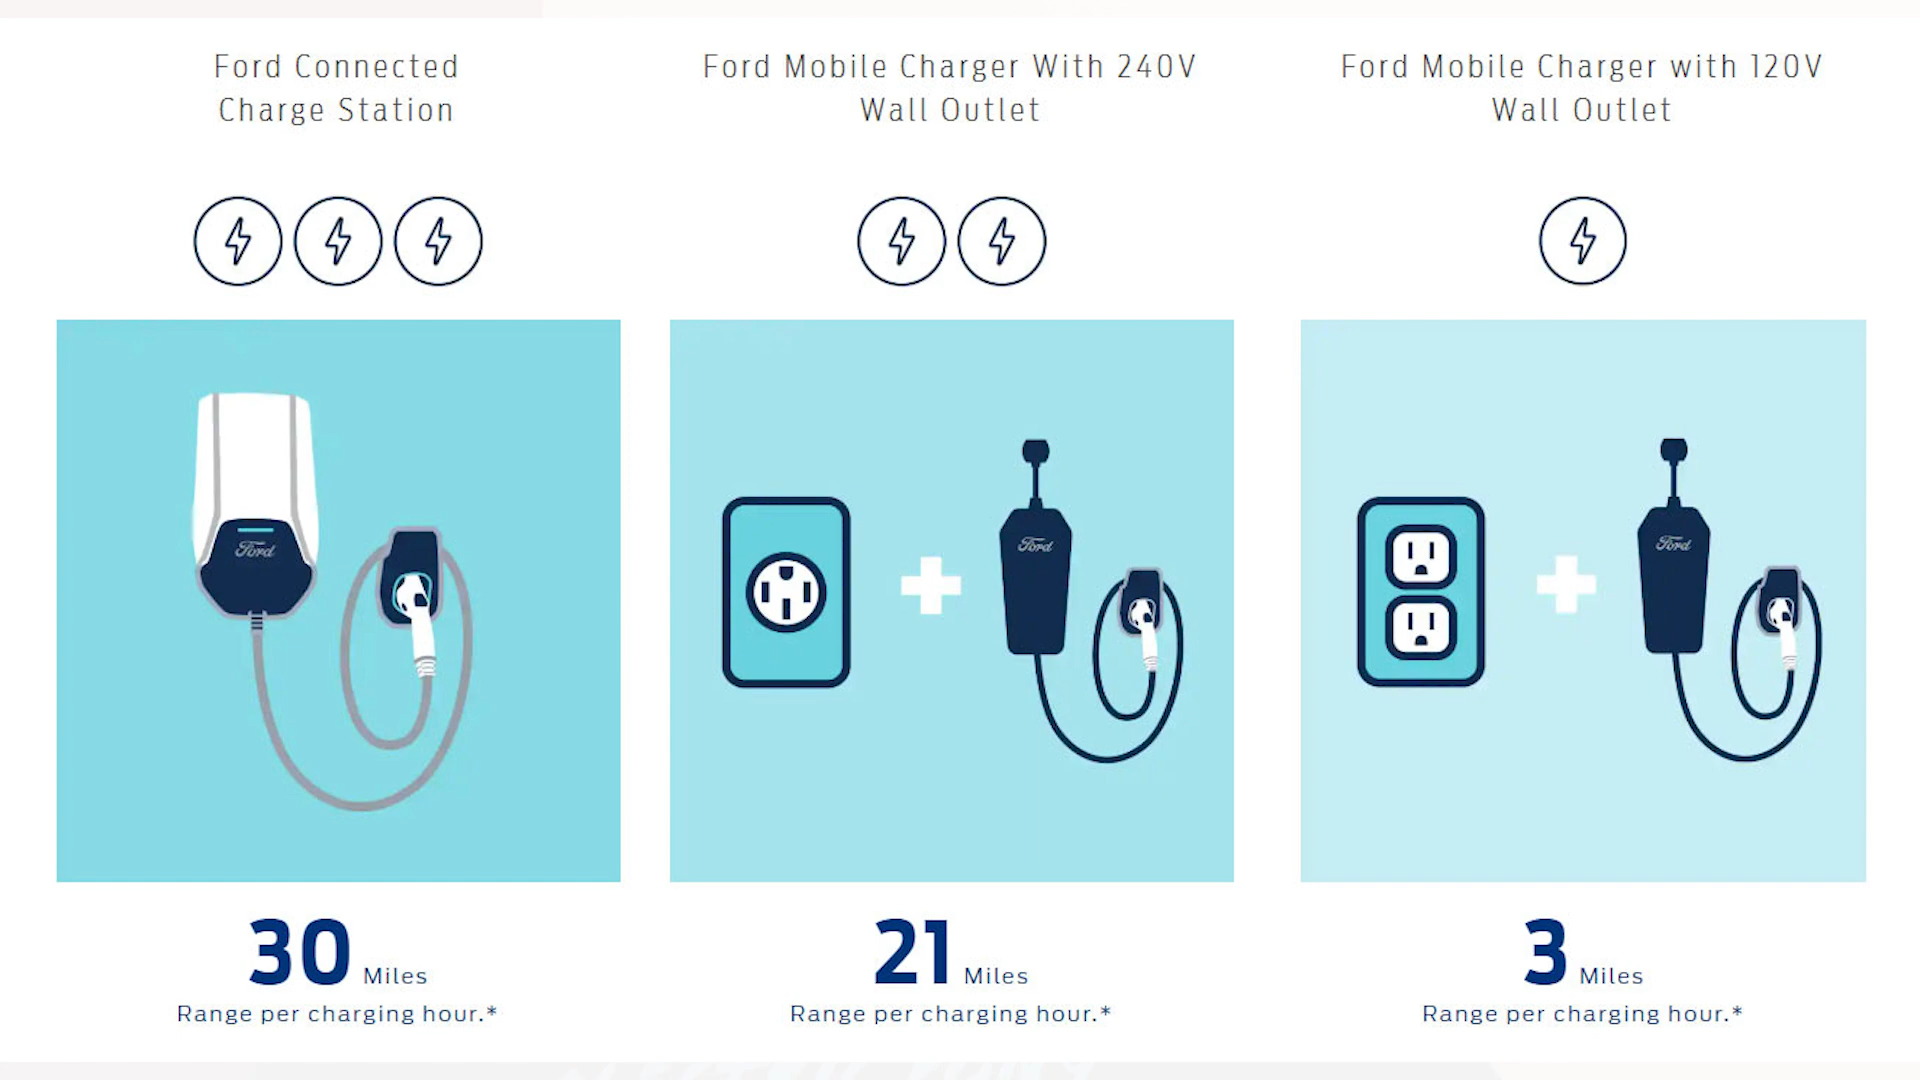 Ford Connected
Charge Station
Ford
30 Miles
Range per charging hour.*
Ford Mobile Charger With 240V
Wall Outlet
Ford
21 Miles
Range per charging hour.*
Ford Mobile Charger with 120V
Wall Outlet
Ford
3 Miles
Range per charging hour.*